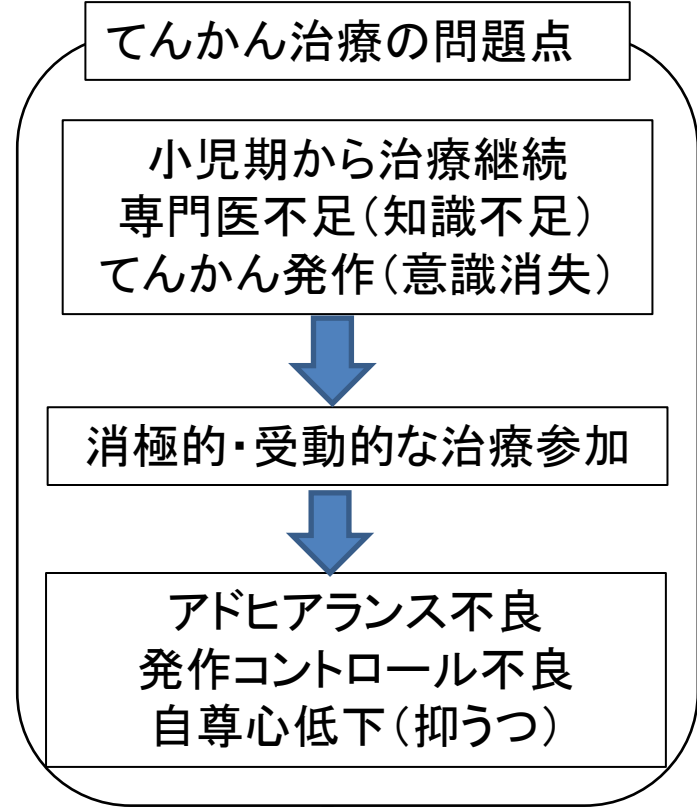 てんかん治療の問題点
小児期から治療継続
専門医不足（知識不足）
てんかん発作（意識消失）
消極的・受動的な治療参加
アドヒアランス不良
発作コントロール不良
自尊心低下（抑うつ）